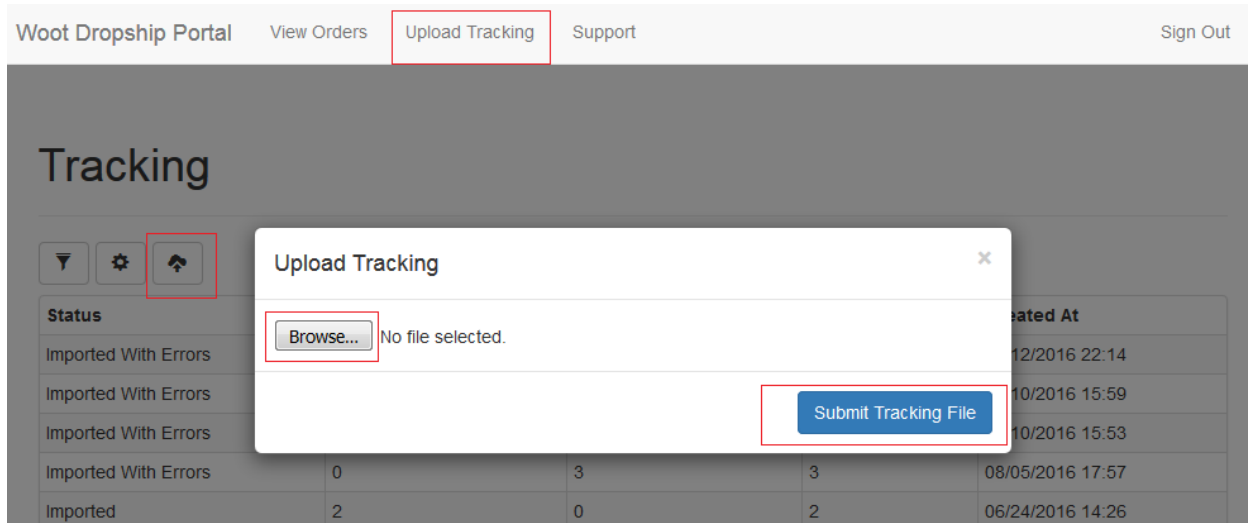 Woot Dropship Portal View Orders Upload Tracking Support Sign Out
Tracking
Upload Tracking ×
Status eated At
Browse... No file selected.
Imported With Errors 12/2016 22:14
Imported With Errors 10/2016 15:59
Submit Tracking File
Imported With Errors 10/2016 15:53
Imported With Errors 0 3 3 08/05/2016 17:57
Imported 2 0 2 06/24/2016 14:26